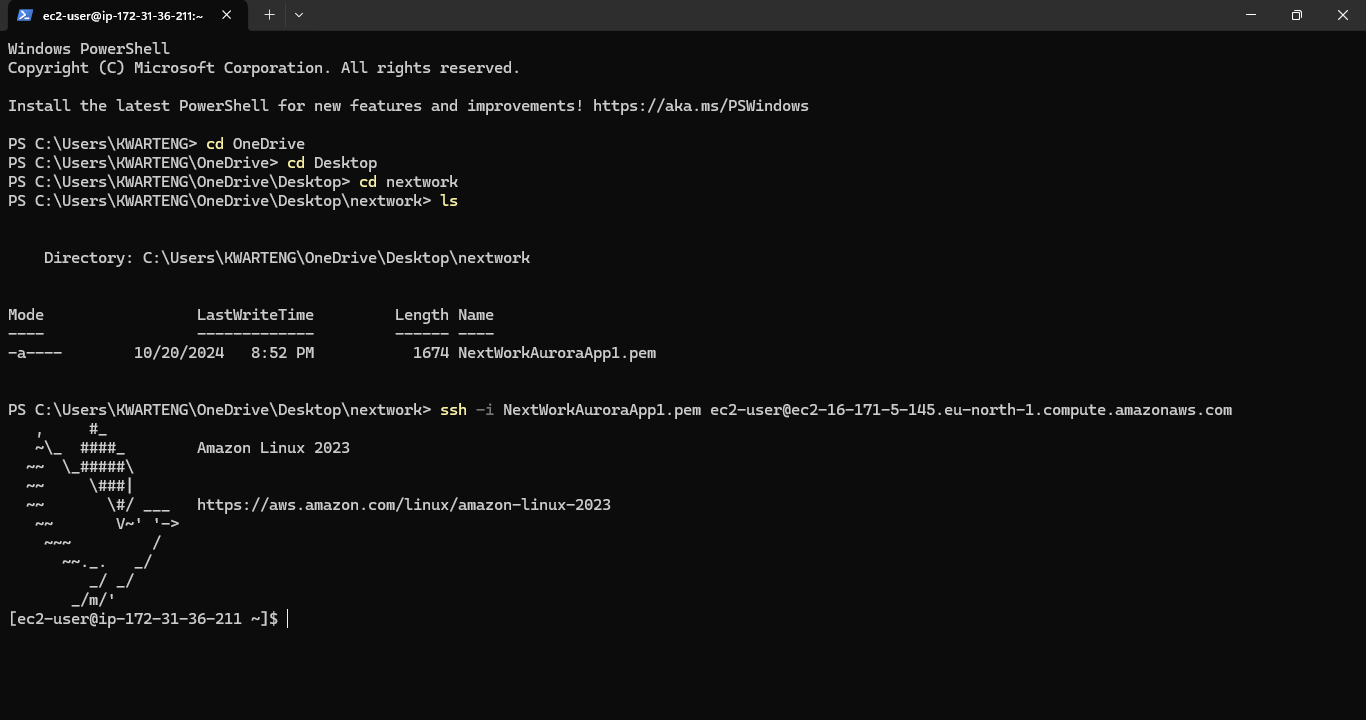 ec2-user@ip-172-31-36-211:~
Windows PowerShell
Copyright (C) Microsoft Corporation. All rights reserved.
Install the latest PowerShell for new features and improvements! https://aka.ms/PSWindows
PS C:\Users\KWARTENG> cd OneDrive
PS C:\Users\KWARTENG\OneDrive> cd Desktop
PS C:\Users\KWARTENG\OneDrive\Desktop> cd nextwork
PS C:\Users\KWARTENG\OneDrive\Desktop\nextwork> ls
    Directory: C:\Users\KWARTENG\OneDrive\Desktop\nextwork
Mode                 LastWriteTime         Length Name
----                 -------------         ------ ----
-a----        10/20/2024   8:52 PM           1674 NextWorkAuroraApp1.pem
PS C:\Users\KWARTENG\OneDrive\Desktop\nextwork> ssh -i NextWorkAuroraApp1.pem ec2-user@ec2-16-171-5-145.eu-north-1.compute.amazonaws.com
   ,     #_
   ~\_  ####_        Amazon Linux 2023
  ~~  \_#####\
  ~~     \###|
  ~~       \#/ ___   https://aws.amazon.com/linux/amazon-linux-2023
   ~~       V~' '->
    ~~~         /
      ~~._.   _/
         _/ _/
       _/m/'
[ec2-user@ip-172-31-36-211 ~]$